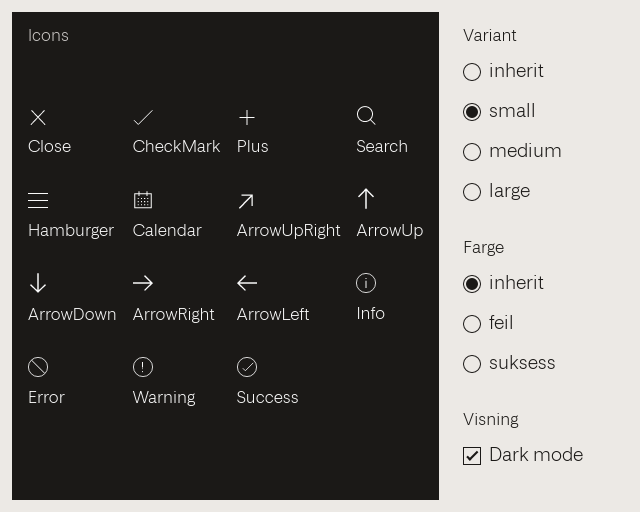 Icons
Close
CheckMark
Plus
Search
Hamburger
Calendar
ArrowUpRight
ArrowUp
ArrowDown
ArrowRight
ArrowLeft
Info
Error
Warning
Success
Variant
inherit
small
medium
large
Farge
inherit
feil
suksess
Visning
Dark mode